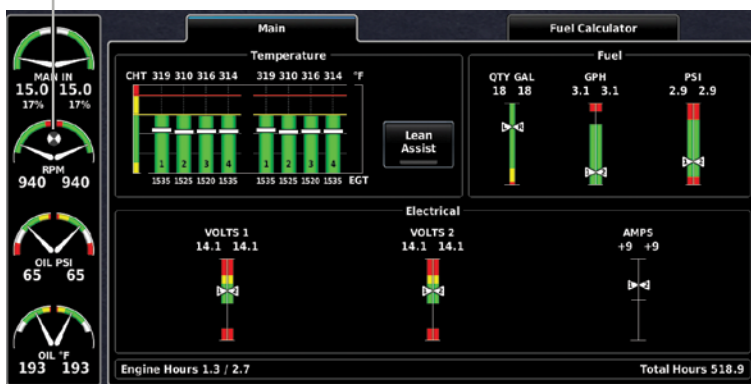 Main
Fuel Calculator
MAN IN
15.0 15.0
17% 17%
RPM
940 940
OIL PSI
65 65
OIL °F
193 193
Temperature
CHT 319 310 316 314 319 310 316 314 °F
1 2 3 4 1 2 3 4
1535 1525 1520 1535 1535 1525 1520 1535 EGT
Lean
Assist
Fuel
QTY GAL GPH PSI
18 18 3.1 3.1 2.9 2.9
Electrical
VOLTS 1 VOLTS 2 AMPS
14.1 14.1 14.1 14.1 +9 +9
Engine Hours 1.3 / 2.7
Total Hours 518.9